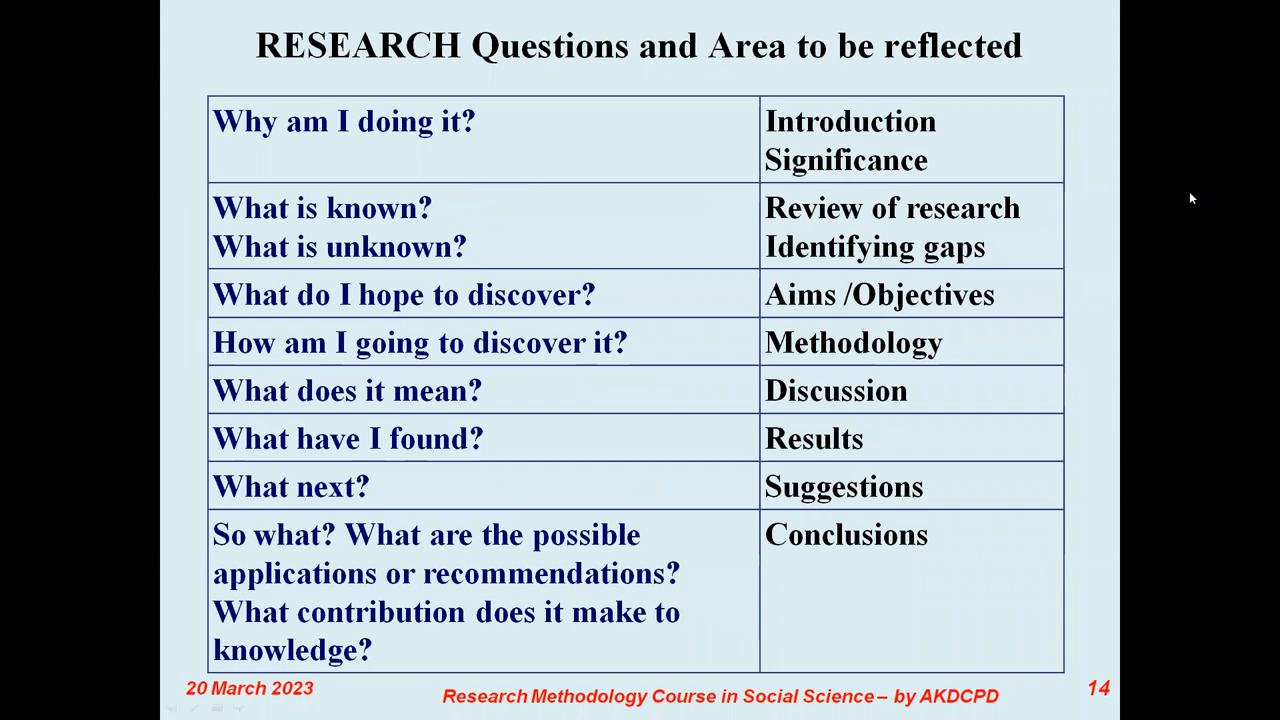 RESEARCH Questions and Area to be reflected
Why am I doing it?
Introduction
Significance
What is known?
What is unknown?
Review of research
Identifying gaps
What do I hope to discover?
Aims /Objectives
How am I going to discover it?
Methodology
What does it mean?
Discussion
What have I found?
Results
What next?
Suggestions
So what? What are the possible
applications or recommendations?
What contribution does it make to
knowledge?
Conclusions
20 March 2023
Research Methodology Course in Social Science – by AKDCPD
14